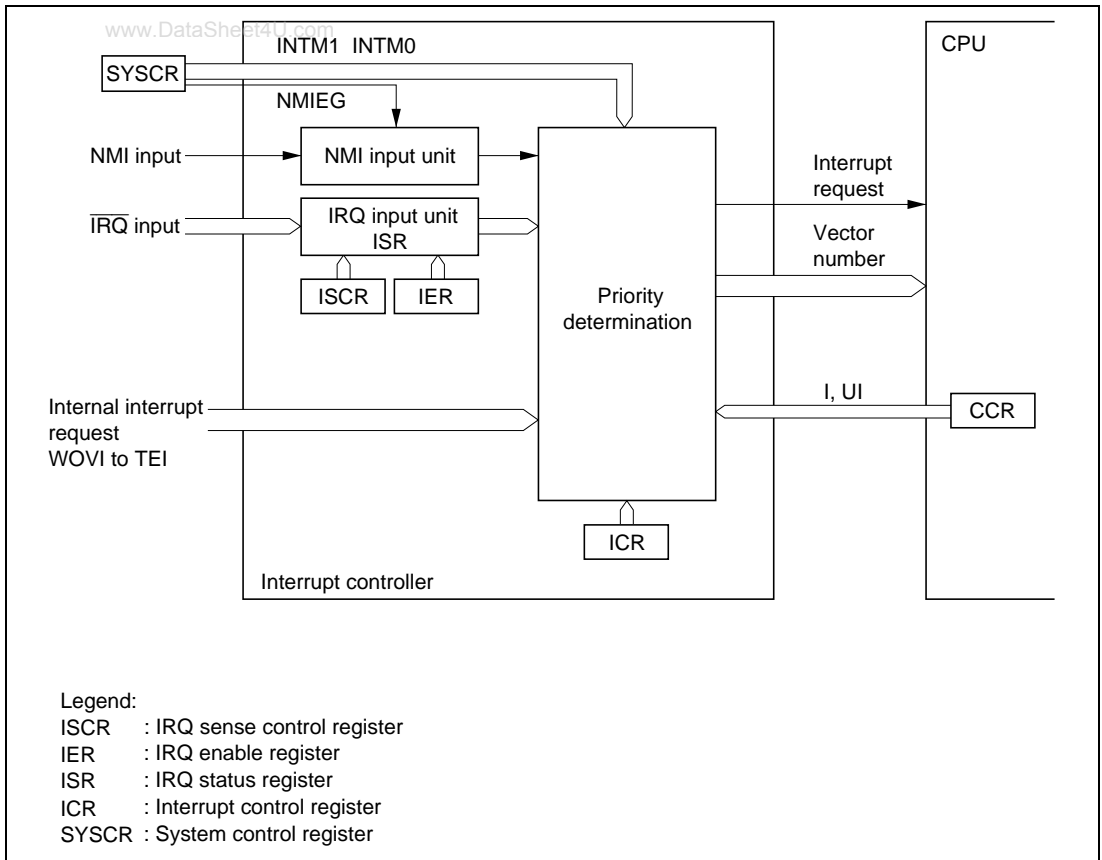 www.DataSheet4U.com
INTM1 INTM0
CPU
SYSCR
NMIEG
NMI input
NMI input unit
Interrupt
request
IRQ input
IRQ input unit
ISR
Vector
number
ISCR
IER
Priority
determination
I, UI
CCR
Internal interrupt
request
WOVI to TEI
ICR
Interrupt controller
Legend:
ISCR : IRQ sense control register
IER : IRQ enable register
ISR : IRQ status register
ICR : Interrupt control register
SYSCR : System control register